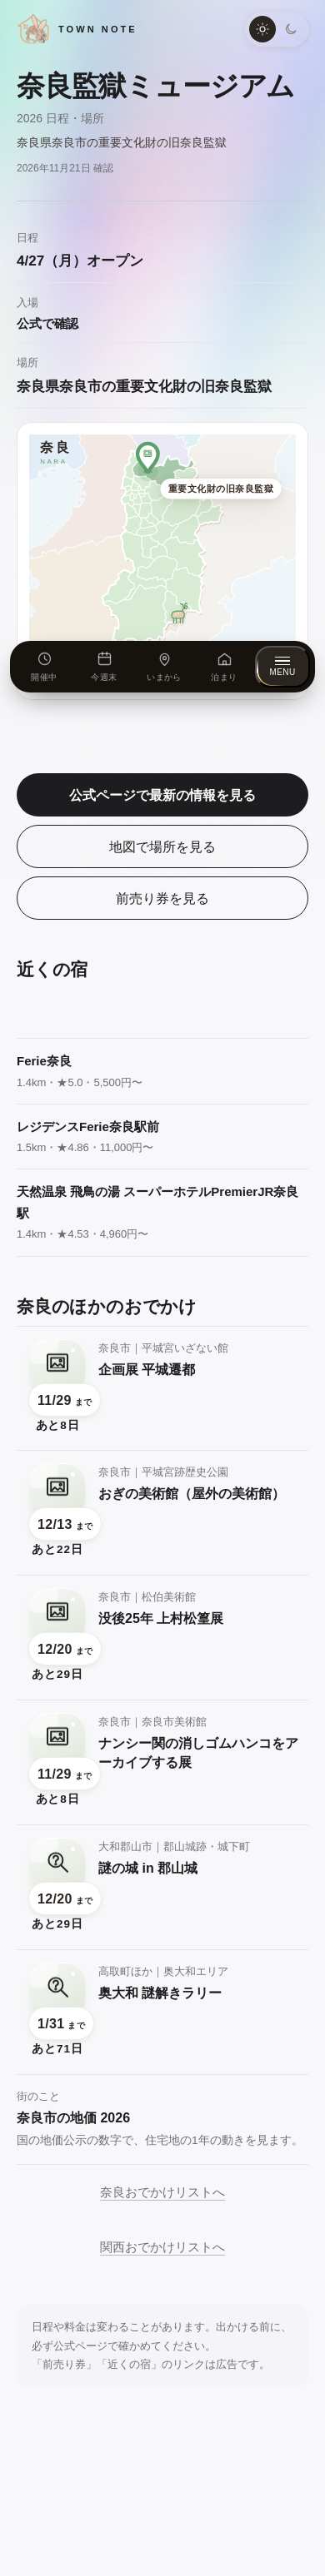 TOWN NOTE
奈良監獄ミュージアム
2026 日程・場所
奈良県奈良市の重要文化財の旧奈良監獄
2026年11月21日 確認
日程
4/27（月）オープン
入場
公式で確認
場所
奈良県奈良市の重要文化財の旧奈良監獄
奈良
NARA
重要文化財の旧奈良監獄
開催中
今週末
いまから
泊まり
MENU
公式ページで最新の情報を見る
地図で場所を見る
前売り券を見る
近くの宿
Ferie奈良
1.4km・★5.0・5,500円〜
レジデンスFerie奈良駅前
1.5km・★4.86・11,000円〜
天然温泉 飛鳥の湯 スーパーホテルPremierJR奈良
駅
1.4km・★4.53・4,960円〜
奈良のほかのおでかけ
奈良市｜平城宮いざない館
企画展 平城遷都
11/29 まで
あと8日
奈良市｜平城宮跡歴史公園
おぎの美術館（屋外の美術館）
12/13 まで
あと22日
奈良市｜松伯美術館
没後25年 上村松篁展
12/20 まで
あと29日
奈良市｜奈良市美術館
ナンシー関の消しゴムハンコをア
ーカイブする展
11/29 まで
あと8日
大和郡山市｜郡山城跡・城下町
謎の城 in 郡山城
12/20 まで
あと29日
高取町ほか｜奥大和エリア
奥大和 謎解きラリー
1/31 まで
あと71日
街のこと
奈良市の地価 2026
国の地価公示の数字で、住宅地の1年の動きを見ます。
奈良おでかけリストへ
関西おでかけリストへ
日程や料金は変わることがあります。出かける前に、
必ず公式ページで確かめてください。
「前売り券」「近くの宿」のリンクは広告です。